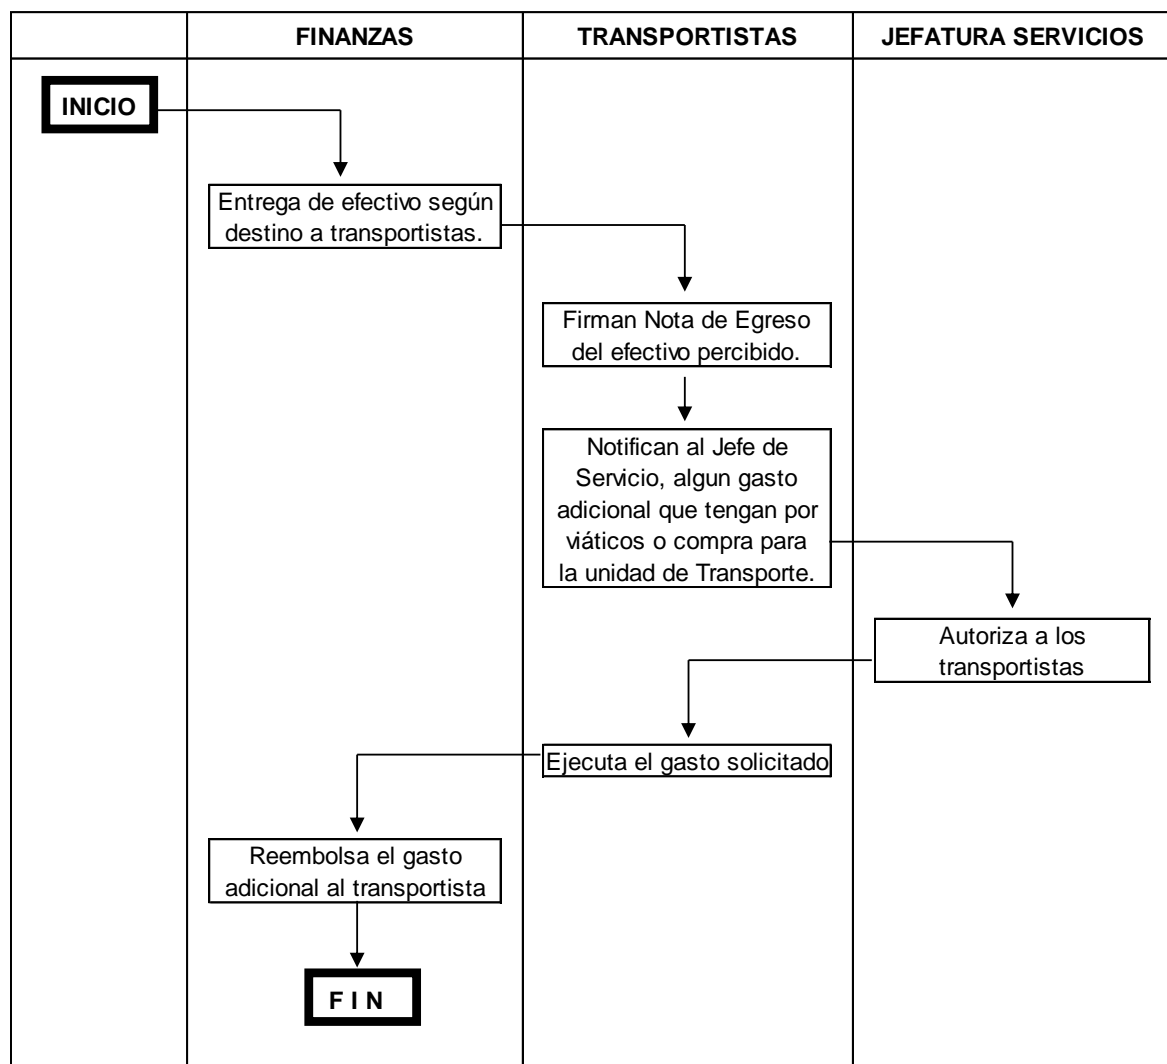 FINANZAS
TRANSPORTISTAS
JEFATURA SERVICIOS
INICIO
Entrega de efectivo según
destino a transportistas.
Firman Nota de Egreso
del efectivo percibido.
Notifican al Jefe de
Servicio, algun gasto
adicional que tengan por
viáticos o compra para
la unidad de Transporte.
Autoriza a los
transportistas
Ejecuta el gasto solicitado
Reembolsa el gasto
adicional al transportista
F I N